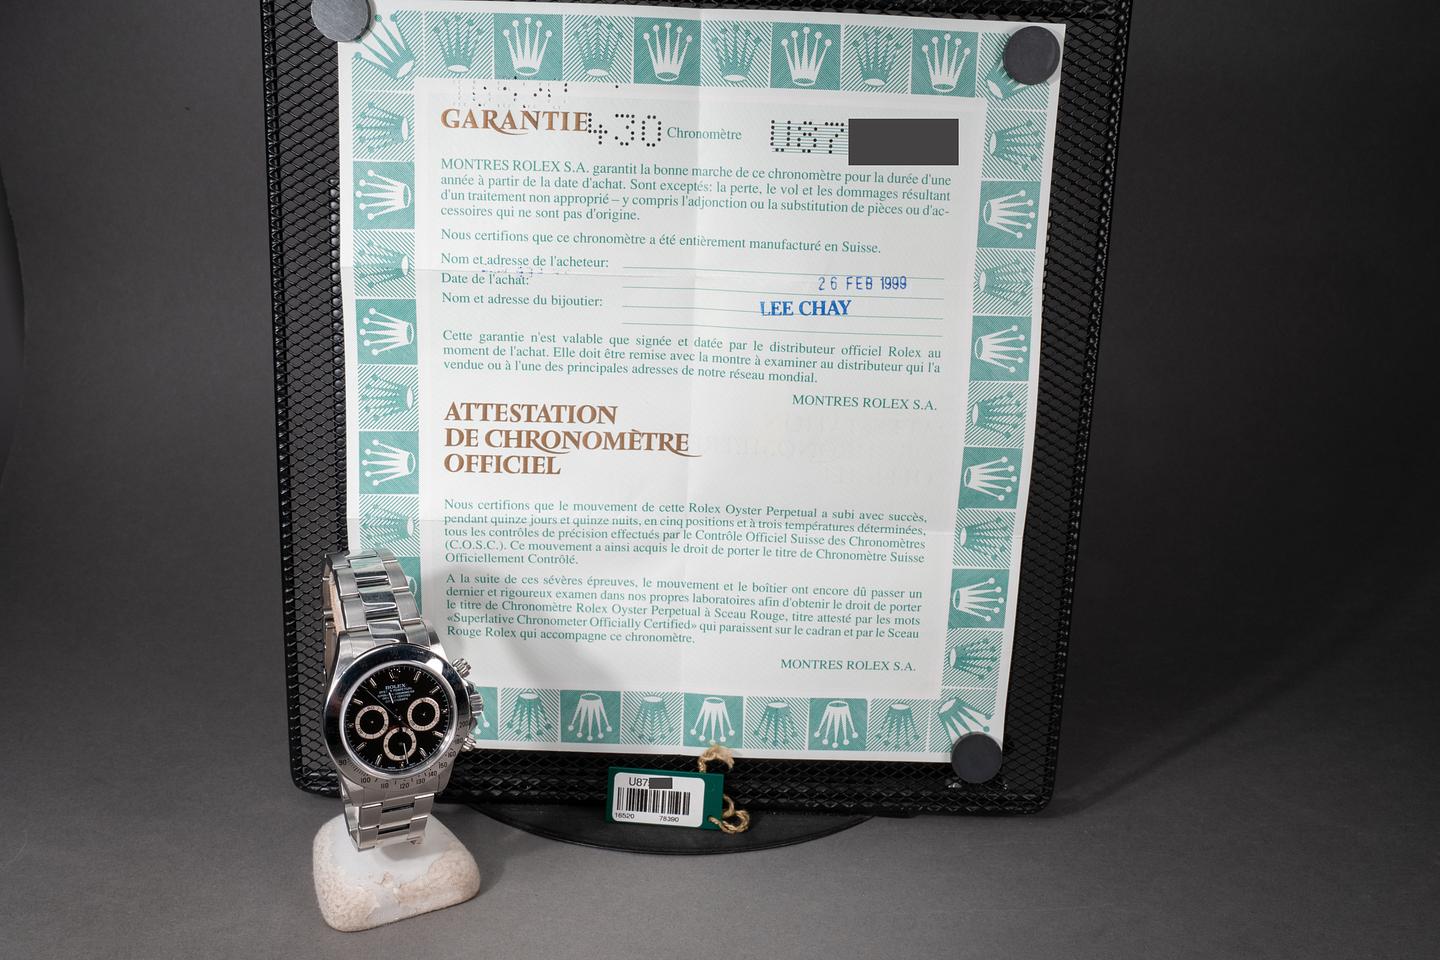 GARANTIE 430 Chronomètre U87
MONTRES ROLEX S.A. garantit la bonne marche de ce chronomètre pour la durée d'une
année à partir de la date d'achat. Sont exceptés: la perte, le vol et les dommages résultant
d'un traitement non approprié – y compris l'adjonction ou la substitution de pièces ou d'ac-
cessoires qui ne sont pas d'origine.
Nous certifions que ce chronomètre a été entièrement manufacturé en Suisse.
Nom et adresse de l'acheteur:
Date de l'achat: 26 FEB 1999
Nom et adresse du bijoutier: LEE CHAY
Cette garantie n'est valable que signée et datée par le distributeur officiel Rolex au
moment de l'achat. Elle doit être remise avec la montre à examiner au distributeur qui l'a
vendue ou à l'une des principales adresses de notre réseau mondial.
MONTRES ROLEX S.A.
ATTESTATION
DE CHRONOMÈTRE
OFFICIEL
Nous certifions que le mouvement de cette Rolex Oyster Perpetual a subi avec succès,
pendant quinze jours et quinze nuits, en cinq positions et à trois températures déterminées,
tous les contrôles de précision effectués par le Contrôle Officiel Suisse des Chronomètres
(C.O.S.C.). Ce mouvement a ainsi acquis le droit de porter le titre de Chronomètre Suisse
Officiellement Contrôlé.
A la suite de ces sévères épreuves, le mouvement et le boîtier ont encore dû passer un
dernier et rigoureux examen dans nos propres laboratoires afin d'obtenir le droit de porter
le titre de Chronomètre Rolex Oyster Perpetual à Sceau Rouge, titre attesté par les mots
«Superlative Chronometer Officially Certified» qui paraissent sur le cadran et par le Sceau
Rouge Rolex qui accompagne ce chronomètre.
MONTRES ROLEX S.A.
ROLEX
90 100 110 120 130 140 150 160
U87
16520 78390